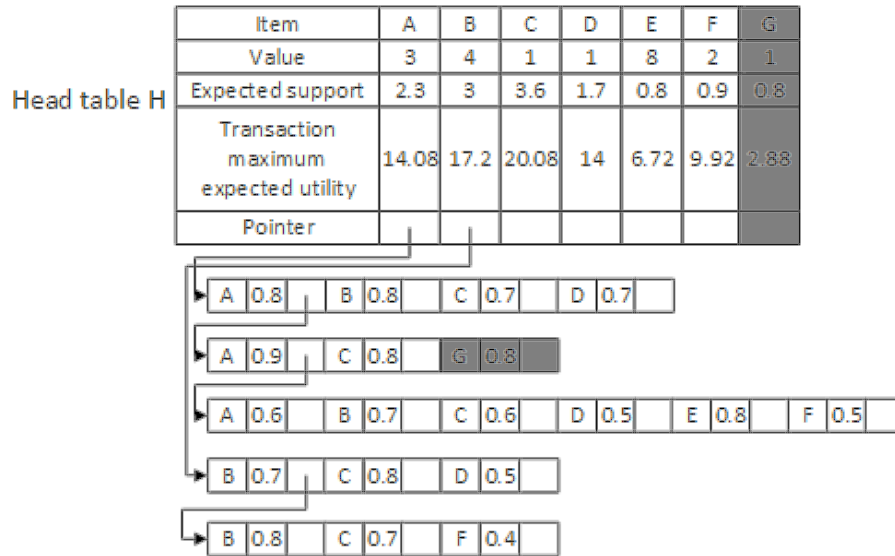 Item A B C D E F G
Value 3 4 1 1 8 2 1
Head table H
Expected support 2.3 3 3.6 1.7 0.8 0.9 0.8
Transaction
maximum
expected utility
14.08 17.2 20.08 14 6.72 9.92 2.88
Pointer
A 0.8 B 0.8 C 0.7 D 0.7
A 0.9 C 0.8 G 0.8
A 0.6 B 0.7 C 0.6 D 0.5 E 0.8 F 0.5
B 0.7 C 0.8 D 0.5
B 0.8 C 0.7 F 0.4